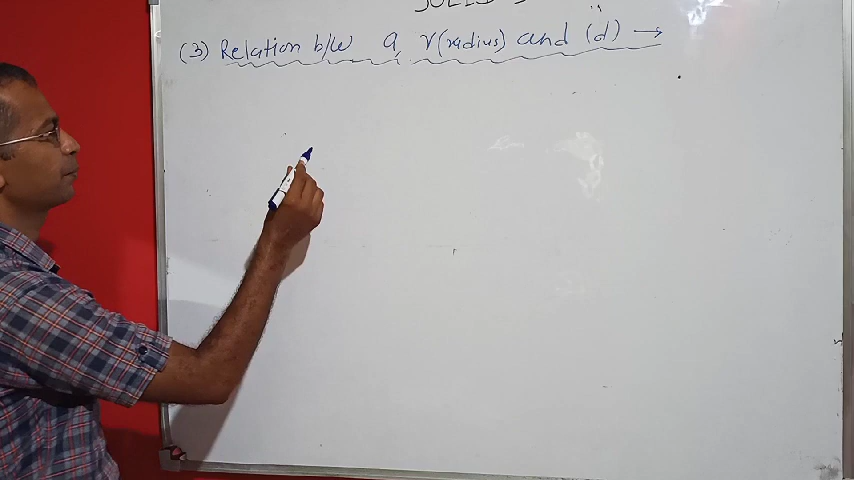 SOLID S
(3) Relation b/w a, r(radius) and (d) →